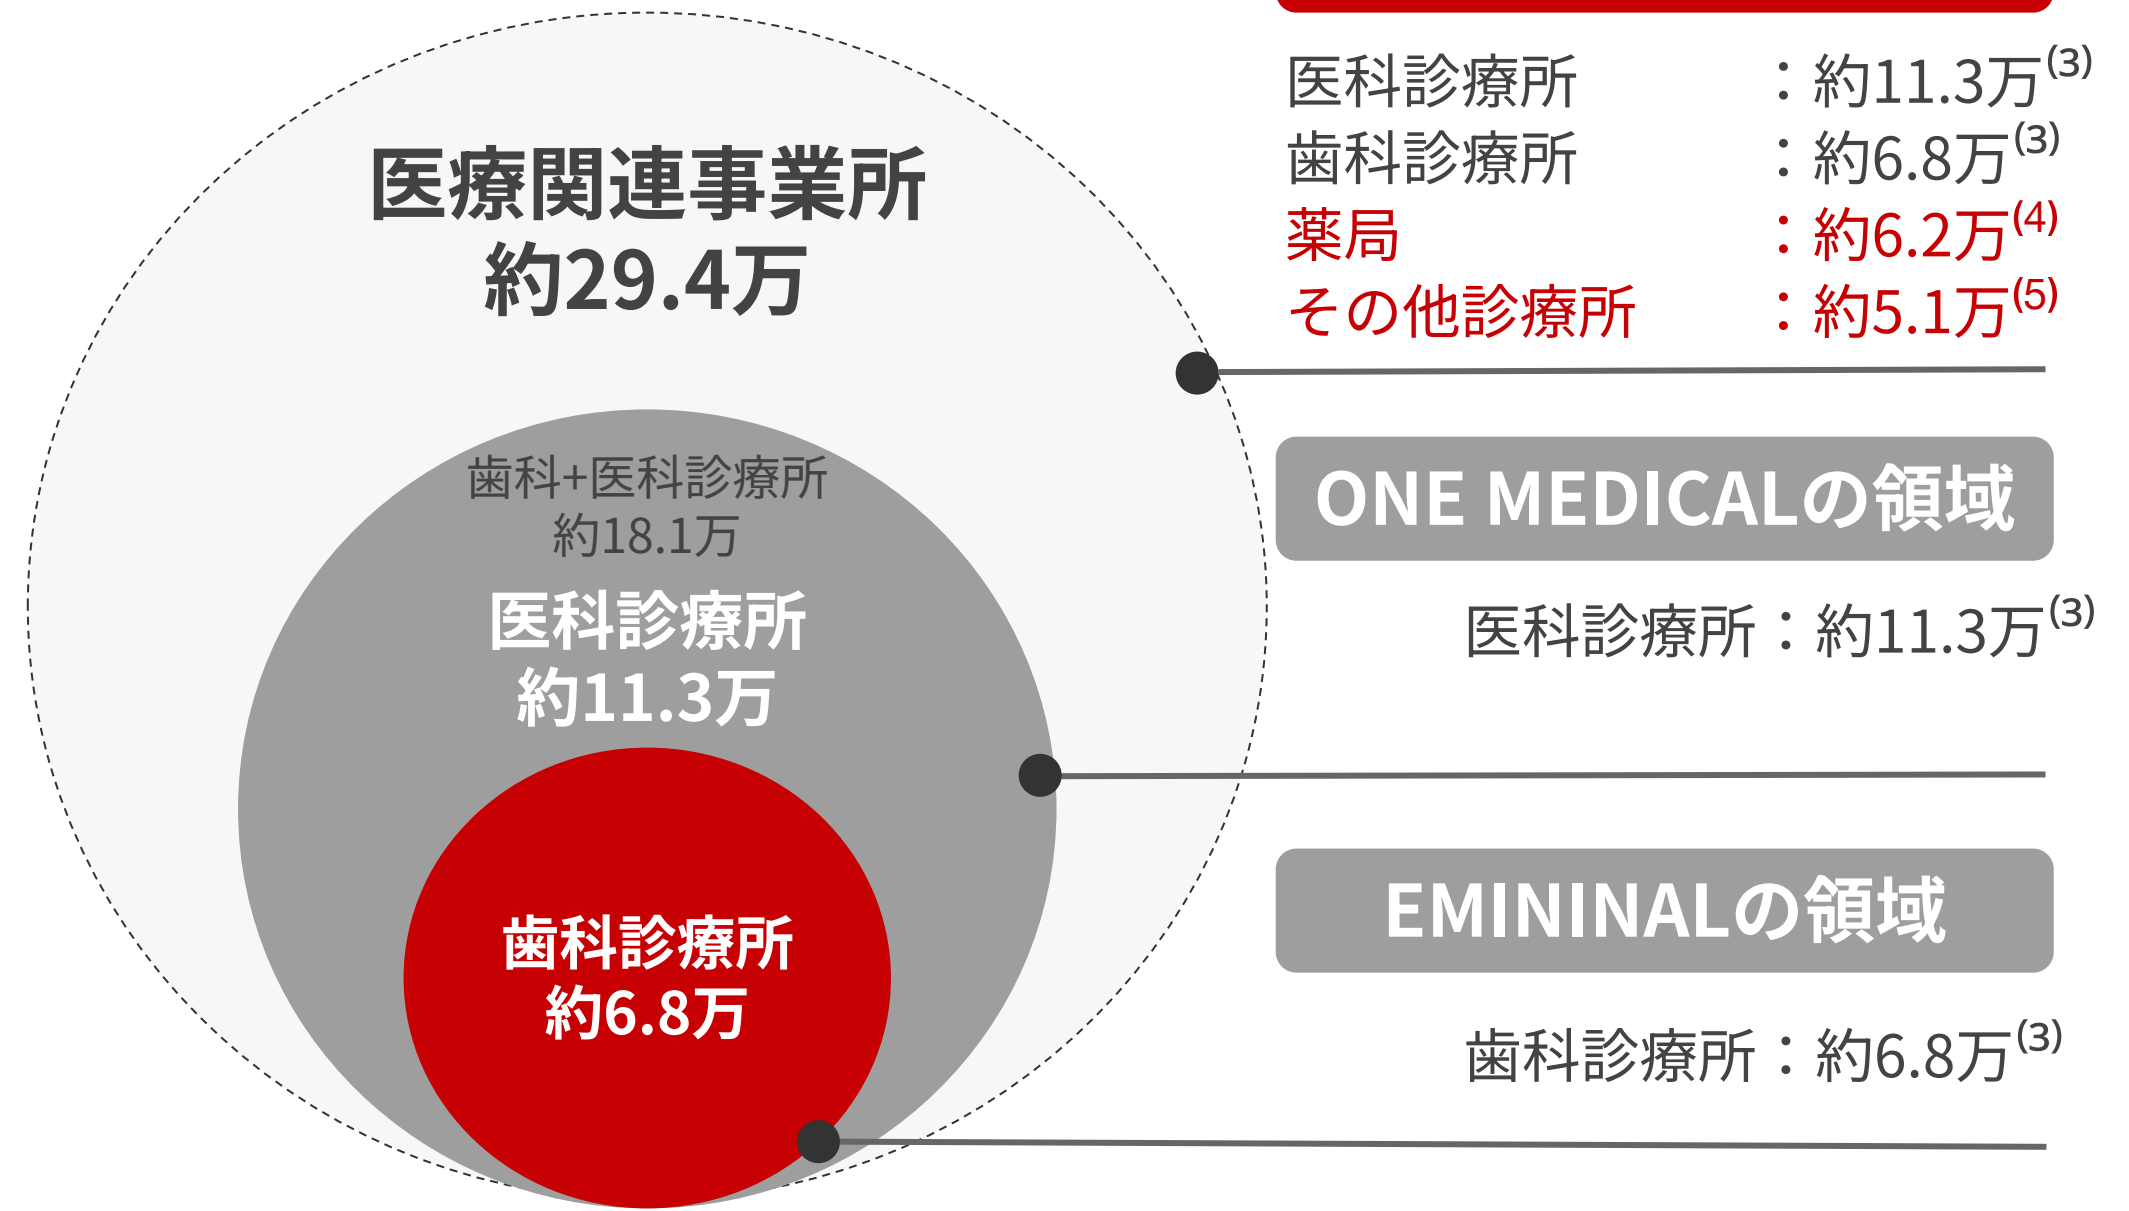 医療関連事業所
約29.4万
歯科+医科診療所
約18.1万
医科診療所
約11.3万
歯科診療所
約6.8万
医科診療所：約11.3万(3)
歯科診療所：約6.8万(3)
薬局：約6.2万(4)
その他診療所：約5.1万(5)
ONE MEDICALの領域
医科診療所：約11.3万(3)
EMININALの領域
歯科診療所：約6.8万(3)